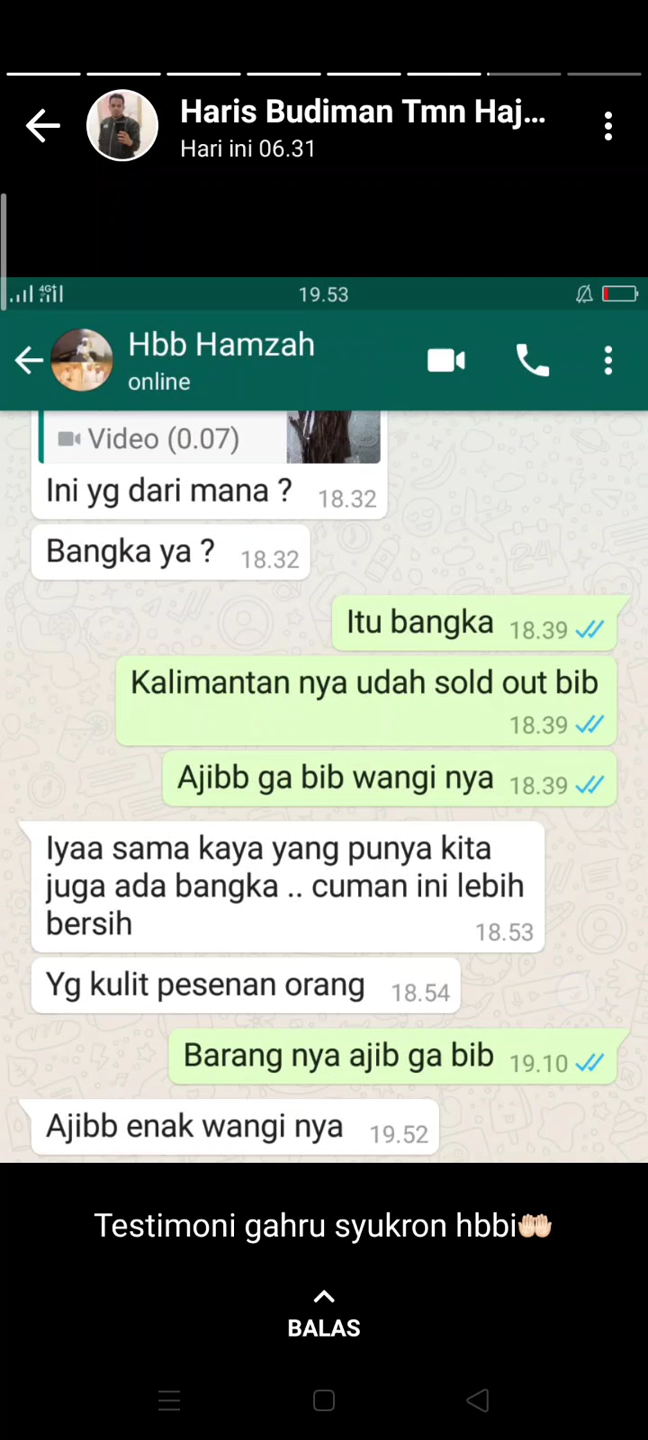 Haris Budiman Tmn Haj...
Hari ini 06.31
4G 19.53
Hbb Hamzah
online
Video (0.07)
Ini yg dari mana ? 18.32
Bangka ya ? 18.32
Itu bangka 18.39
Kalimantan nya udah sold out bib
18.39
Ajibb ga bib wangi nya 18.39
Iyaa sama kaya yang punya kita
juga ada bangka .. cuman ini lebih
bersih 18.53
Yg kulit pesenan orang 18.54
Barang nya ajib ga bib 19.10
Ajibb enak wangi nya 19.52
Testimoni gahru syukron hbbi🤲🏻
BALAS